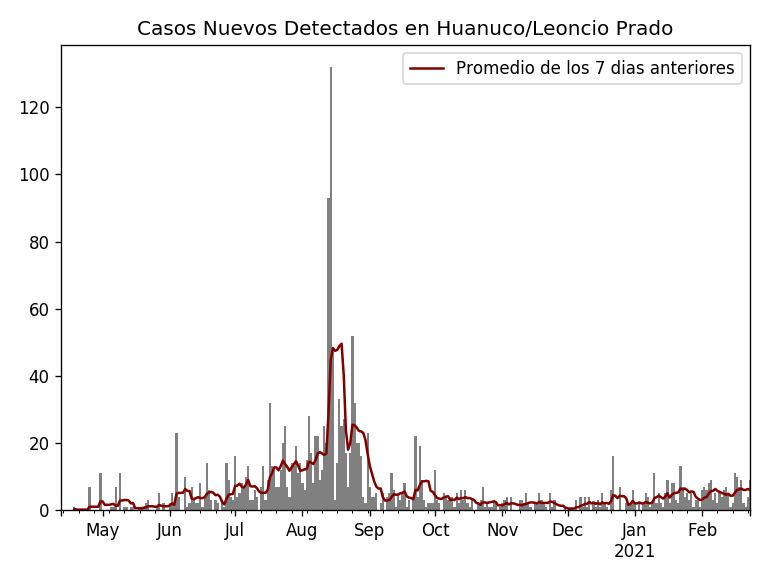 Casos Nuevos Detectados en Huanuco/Leoncio Prado
Promedio de los 7 dias anteriores
120
100
80
60
40
20
0
May Jun Jul Aug Sep Oct Nov Dec Jan Feb
2021